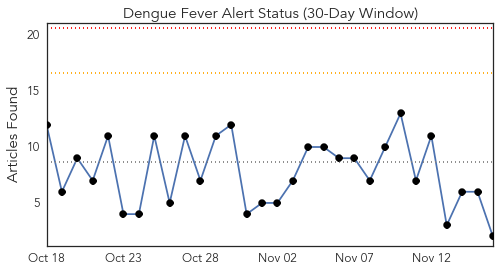 Dengue Fever Alert Status (30-Day Window)
20
15
10
5
Articles Found
Oct 18 Oct 23 Oct 28 Nov 02 Nov 07 Nov 12